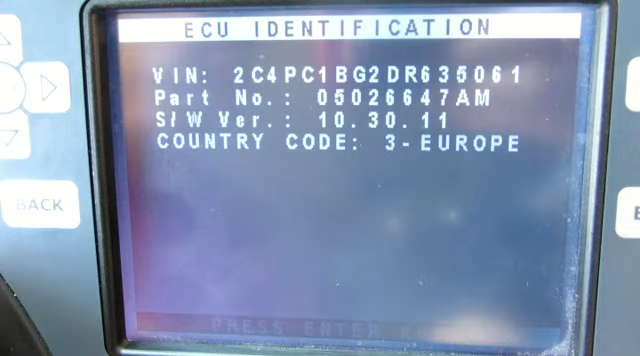 ECU IDENTIFICATION
VIN: 2C4PC1BG2DR635061
Part No.: 05026647AM
S/W Ver.: 10.30.11
COUNTRY CODE: 3-EUROPE
BACK
PRESS ENTER